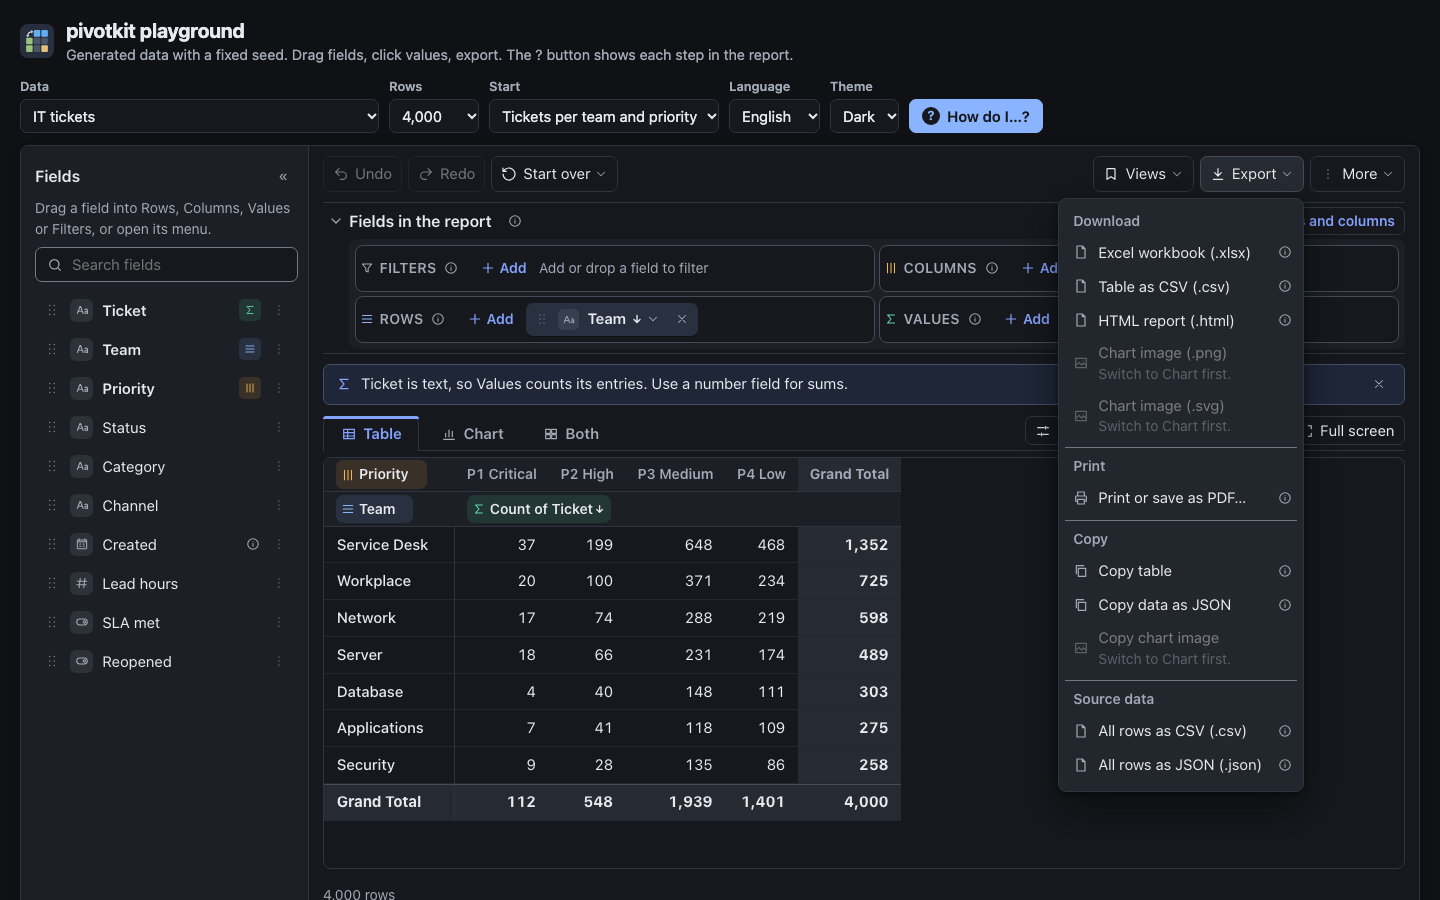 pivotkit playground
Generated data with a fixed seed. Drag fields, click values, export. The ? button shows each step in the report.
Data
Rows
Start
Language
Theme
IT tickets
4,000
Tickets per team and priority
English
Dark
? How do I...?
Fields
«
Drag a field into Rows, Columns, Values
or Filters, or open its menu.
Search fields
Aa Ticket Σ
Aa Team
Aa Priority
Aa Status
Aa Category
Aa Channel
Created
# Lead hours
SLA met
Reopened
Undo
Redo
Start over
Views
Export
More
Fields in the report
and columns
FILTERS
+ Add
Add or drop a field to filter
COLUMNS
+ Ad
ROWS
+ Add
Aa Team ↓
Σ VALUES
+ Add
Σ Ticket is text, so Values counts its entries. Use a number field for sums.
Table
Chart
Both
Full screen
Priority P1 Critical P2 High P3 Medium P4 Low Grand Total
Team Σ Count of Ticket ↓
Service Desk 37 199 648 468 1,352
Workplace 20 100 371 234 725
Network 17 74 288 219 598
Server 18 66 231 174 489
Database 4 40 148 111 303
Applications 7 41 118 109 275
Security 9 28 135 86 258
Grand Total 112 548 1,939 1,401 4,000
4,000 rows
Download
Excel workbook (.xlsx)
Table as CSV (.csv)
HTML report (.html)
Chart image (.png)
Switch to Chart first.
Chart image (.svg)
Switch to Chart first.
Print
Print or save as PDF...
Copy
Copy table
Copy data as JSON
Copy chart image
Switch to Chart first.
Source data
All rows as CSV (.csv)
All rows as JSON (.json)